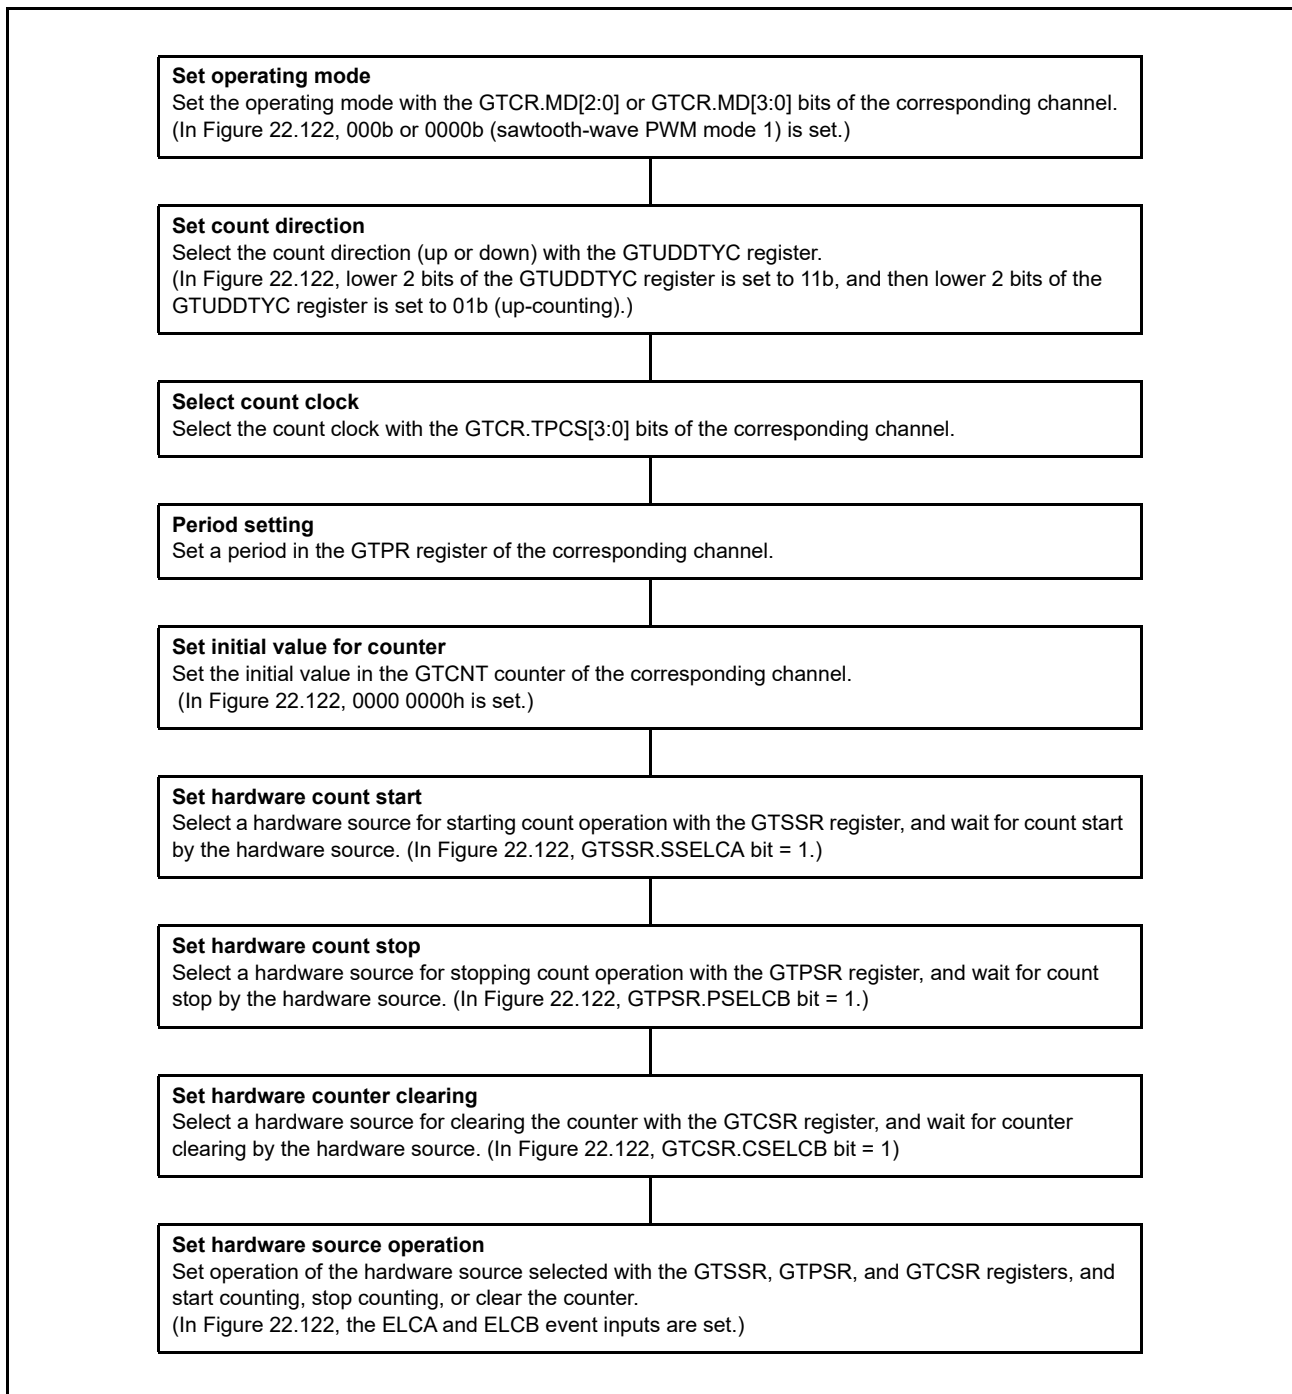 Set operating mode
Set the operating mode with the GTCR.MD[2:0] or GTCR.MD[3:0] bits of the corresponding channel.
(In Figure 22.122, 000b or 0000b (sawtooth-wave PWM mode 1) is set.)
Set count direction
Select the count direction (up or down) with the GTUDDTYC register.
(In Figure 22.122, lower 2 bits of the GTUDDTYC register is set to 11b, and then lower 2 bits of the
GTUDDTYC register is set to 01b (up-counting).)
Select count clock
Select the count clock with the GTCR.TPCS[3:0] bits of the corresponding channel.
Period setting
Set a period in the GTPR register of the corresponding channel.
Set initial value for counter
Set the initial value in the GTCNT counter of the corresponding channel.
(In Figure 22.122, 0000 0000h is set.)
Set hardware count start
Select a hardware source for starting count operation with the GTSSR register, and wait for count start
by the hardware source. (In Figure 22.122, GTSSR.SSELCA bit = 1.)
Set hardware count stop
Select a hardware source for stopping count operation with the GTPSR register, and wait for count
stop by the hardware source. (In Figure 22.122, GTPSR.PSELCB bit = 1.)
Set hardware counter clearing
Select a hardware source for clearing the counter with the GTCSR register, and wait for counter
clearing by the hardware source. (In Figure 22.122, GTCSR.CSELCB bit = 1)
Set hardware source operation
Set operation of the hardware source selected with the GTSSR, GTPSR, and GTCSR registers, and
start counting, stop counting, or clear the counter.
(In Figure 22.122, the ELCA and ELCB event inputs are set.)